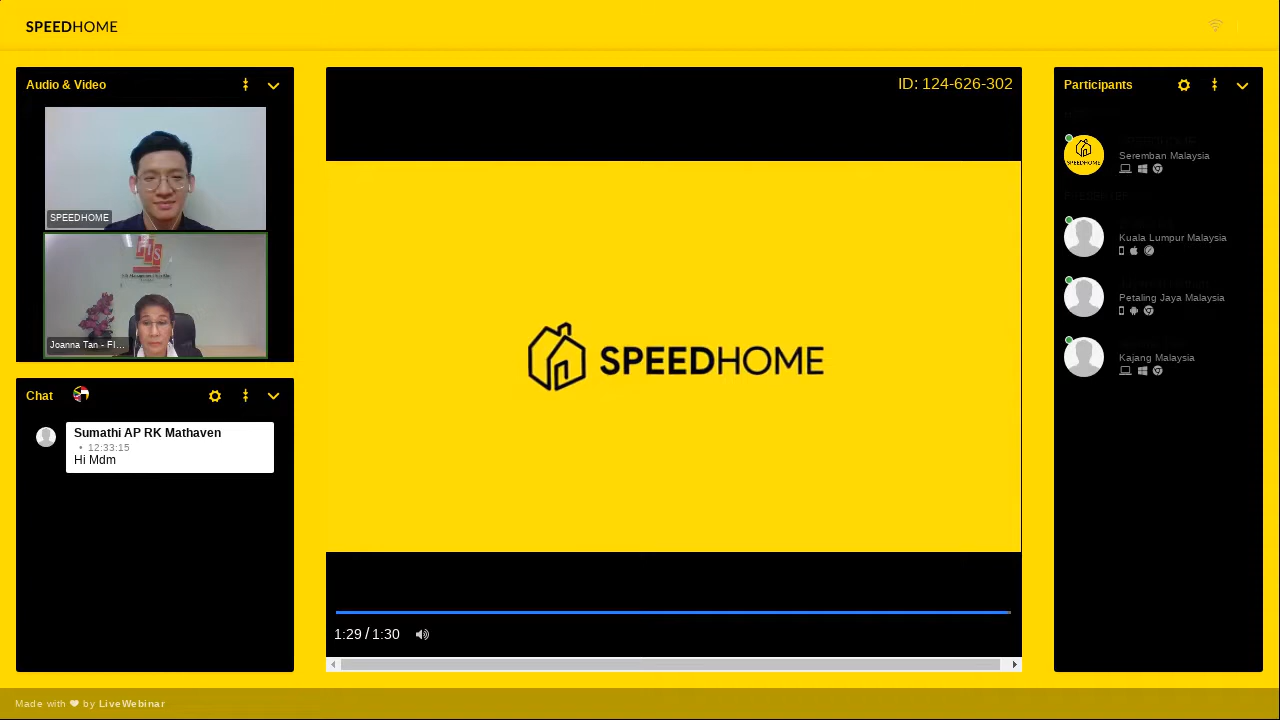 SPEEDHOME
Audio & Video
SPEEDHOME
Joanna Tan - FI...
Chat
Sumathi AP RK Mathaven
• 12:33:15
Hi Mdm
ID: 124-626-302
SPEEDHOME
1:29 / 1:30
Participants
SPEEDHOME
Seremban Malaysia
Kuala Lumpur Malaysia
Petaling Jaya Malaysia
Kajang Malaysia
Made with ❤ by LiveWebinar